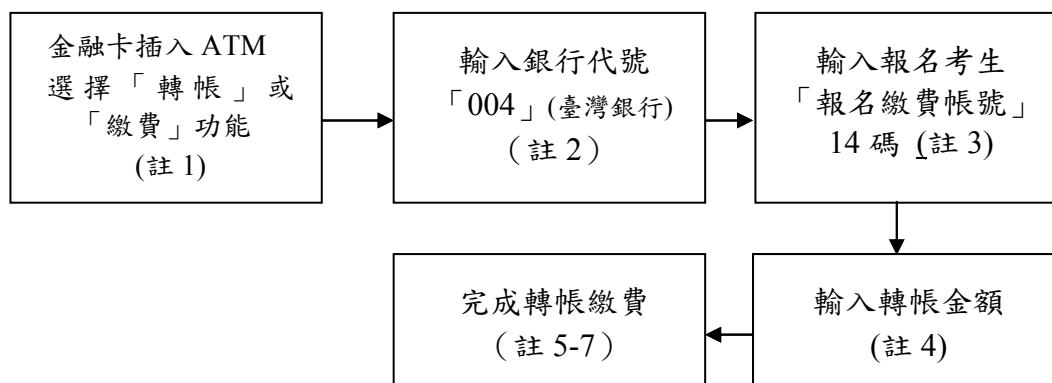 金融卡插入 ATM
選擇「轉帳」或
「繳費」功能
(註 1)
輸入銀行代號
「004」(臺灣銀行)
（註 2）
輸入報名考生
「報名繳費帳號」
14 碼 (註 3)
輸入轉帳金額
(註 4)
完成轉帳繳費
（註 5-7）